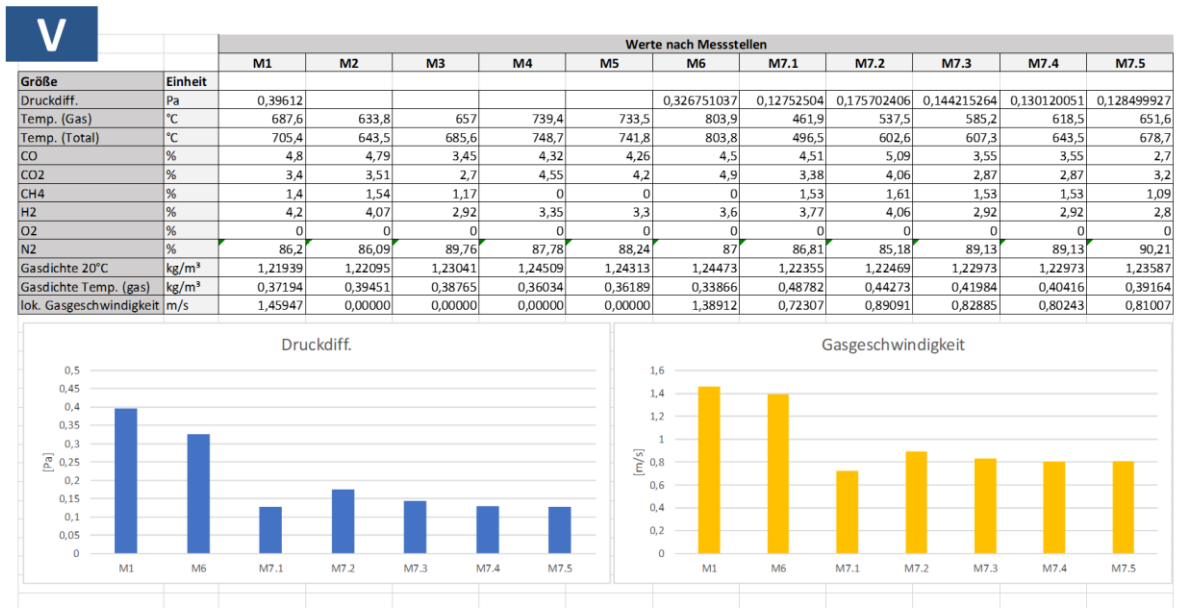 V
Werte nach Messstellen
M1 M2 M3 M4 M5 M6 M7.1 M7.2 M7.3 M7.4 M7.5
Größe Einheit
Druckdiff. Pa 0,39612 0,326751037 0,12752504 0,175702406 0,144215264 0,130120051 0,128499927
Temp. (Gas) °C 687,6 633,8 657 739,4 733,5 803,9 461,9 537,5 585,2 618,5 651,6
Temp. (Total) °C 705,4 643,5 685,6 748,7 741,8 803,8 496,5 602,6 607,3 643,5 678,7
CO % 4,8 4,79 3,45 4,32 4,26 4,5 4,51 5,09 3,55 3,55 2,7
CO2 % 3,4 3,51 2,7 4,55 4,2 4,9 3,38 4,06 2,87 2,87 3,2
CH4 % 1,4 1,54 1,17 0 0 0 1,53 1,61 1,53 1,53 1,09
H2 % 4,2 4,07 2,92 3,35 3,3 3,6 3,77 4,06 2,92 2,92 2,8
O2 % 0 0 0 0 0 0 0 0 0 0 0
N2 % 86,2 86,09 89,76 87,78 88,24 87 86,81 85,18 89,13 89,13 90,21
Gasdichte 20°C kg/m³ 1,21939 1,22095 1,23041 1,24509 1,24313 1,24473 1,22355 1,22469 1,22973 1,22973 1,23587
Gasdichte Temp. (gas) kg/m³ 0,37194 0,39451 0,38765 0,36034 0,36189 0,33866 0,48782 0,44273 0,41984 0,40416 0,39164
lok. Gasgeschwindigkeit m/s 1,45947 0,00000 0,00000 0,00000 0,00000 1,38912 0,72307 0,89091 0,82885 0,80243 0,81007
Druckdiff.
0,5
0,45
0,4
0,35
0,3
0,25
0,2
0,15
0,1
0,05
0
[Pa]
M1 M6 M7.1 M7.2 M7.3 M7.4 M7.5
Gasgeschwindigkeit
1,6
1,4
1,2
1
0,8
0,6
0,4
0,2
0
[m/s]
M1 M6 M7.1 M7.2 M7.3 M7.4 M7.5